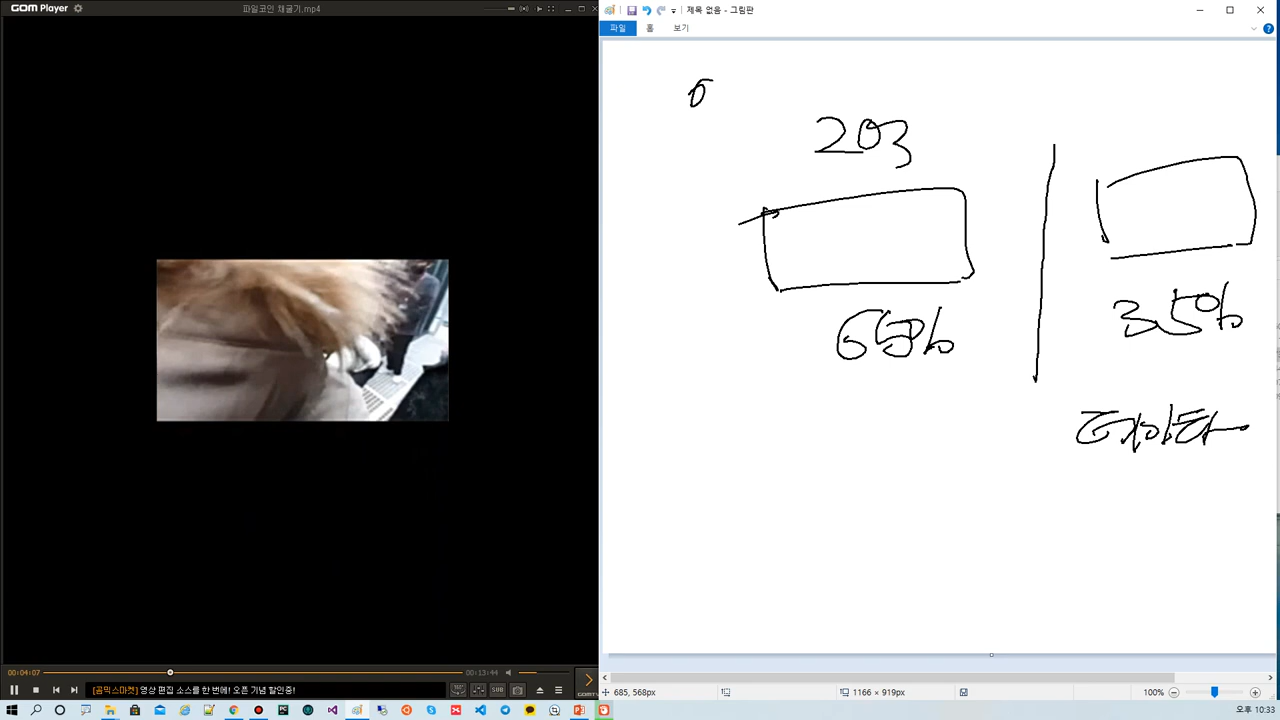 GOM Player
파일코인 채굴기.mp4
제목 없음 - 그림판
파일
홈
보기
203
65%
35%
00:04:07
00:13:44
[곰믹스마켓] 영상 편집 소스를 한 번에! 오픈 기념 할인중!
360°
SUB
685, 568px
1166 × 919px
100%
오후 10:33